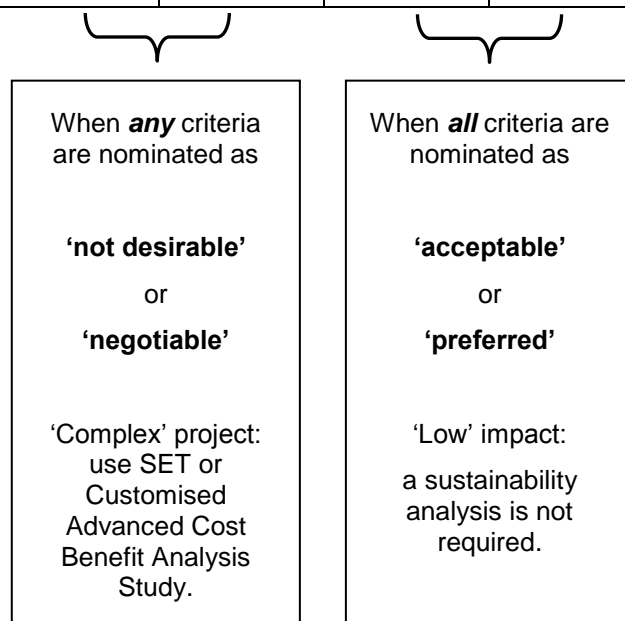 When any criteria
are nominated as
‘not desirable’
or
‘negotiable’
‘Complex’ project:
use SET or
Customised
Advanced Cost
Benefit Analysis
Study.
When all criteria are
nominated as
‘acceptable’
or
‘preferred’
‘Low’ impact:
a sustainability
analysis is not
required.